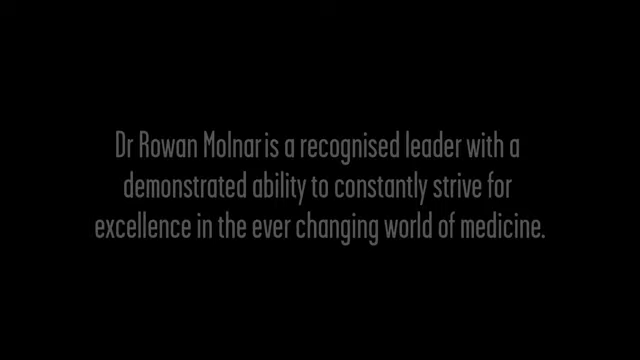 Dr Rowan Molnar is a recognised leader with a
demonstrated ability to constantly strive for
excellence in the ever changing world of medicine.